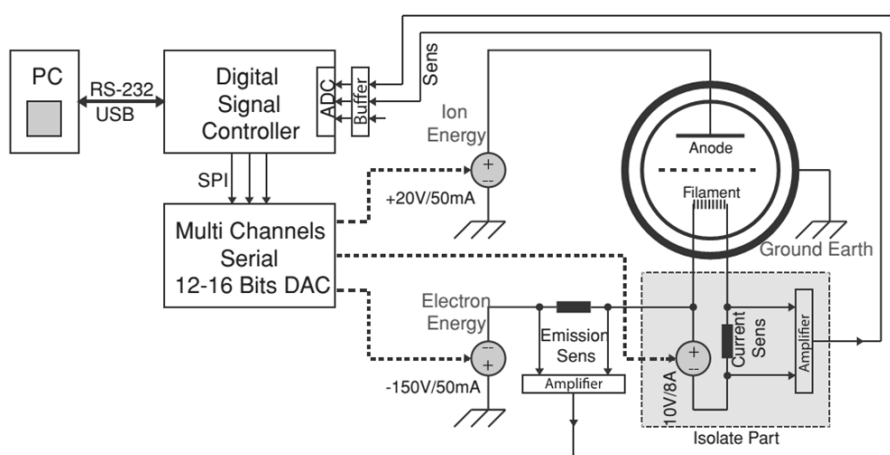 PC
RS-232
USB
Digital
Signal
Controller
ADC
Buffer
Sens
Ion
Energy
+
--
+20V/50mA
Anode
Filament
Ground Earth
SPI
Multi Channels
Serial
12-16 Bits DAC
Electron
Energy
--
+
-150V/50mA
Emission
Sens
Amplifier
+
--
10V/8A
Current
Sens
Amplifier
Isolate Part